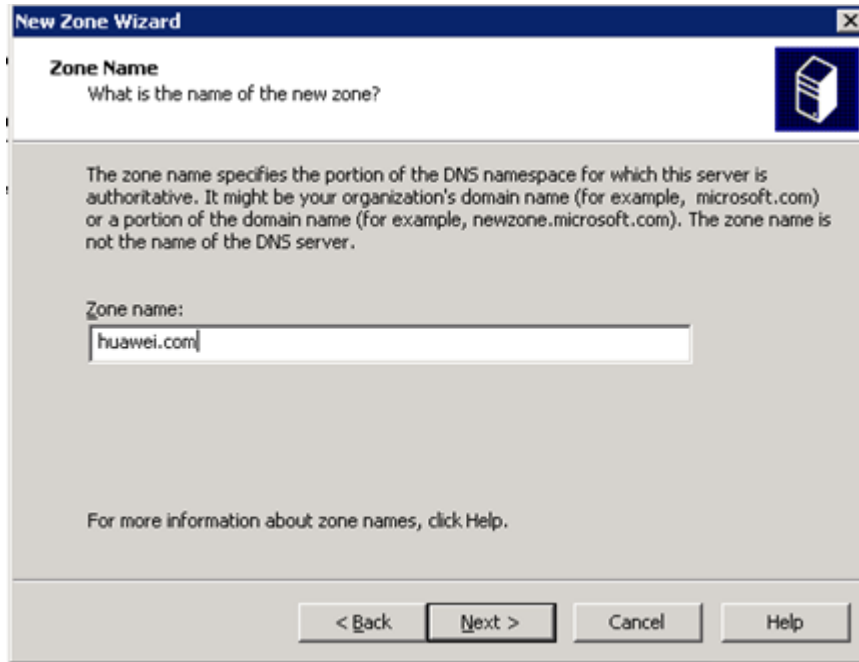 New Zone Wizard
Zone Name
What is the name of the new zone?
The zone name specifies the portion of the DNS namespace for which this server is
authoritative. It might be your organization's domain name (for example, microsoft.com)
or a portion of the domain name (for example, newzone.microsoft.com). The zone name is
not the name of the DNS server.
Zone name:
huawei.com
For more information about zone names, click Help.
< Back Next > Cancel Help